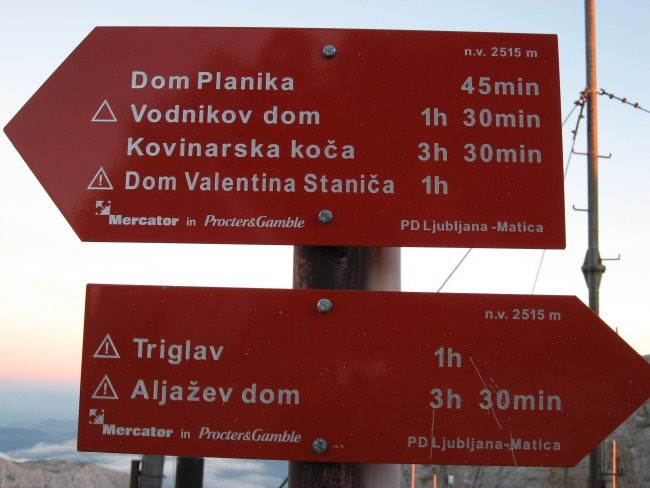 n.v. 2515 m
Dom Planika 45min
Vodnikov dom 1h 30min
Kovinarska koča 3h 30min
Dom Valentina Staniča 1h
Mercator in Procter&Gamble PD Ljubljana -Matica
n.v. 2515 m
Triglav 1h
Aljažev dom 3h 30min
Mercator in Procter&Gamble PD Ljubljana-Matica